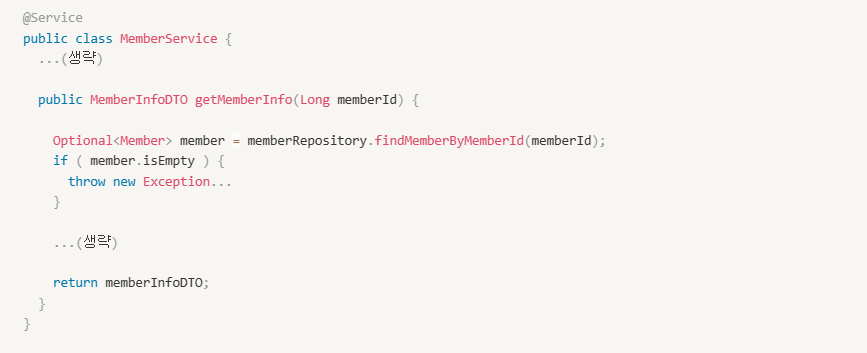 @Service
public class MemberService {
...(생략)
public MemberInfoDTO getMemberInfo(Long memberId) {
Optional<Member> member = memberRepository.findMemberByMemberId(memberId);
if ( member.isEmpty ) {
throw new Exception...
}
...(생략)
return memberInfoDTO;
}
}